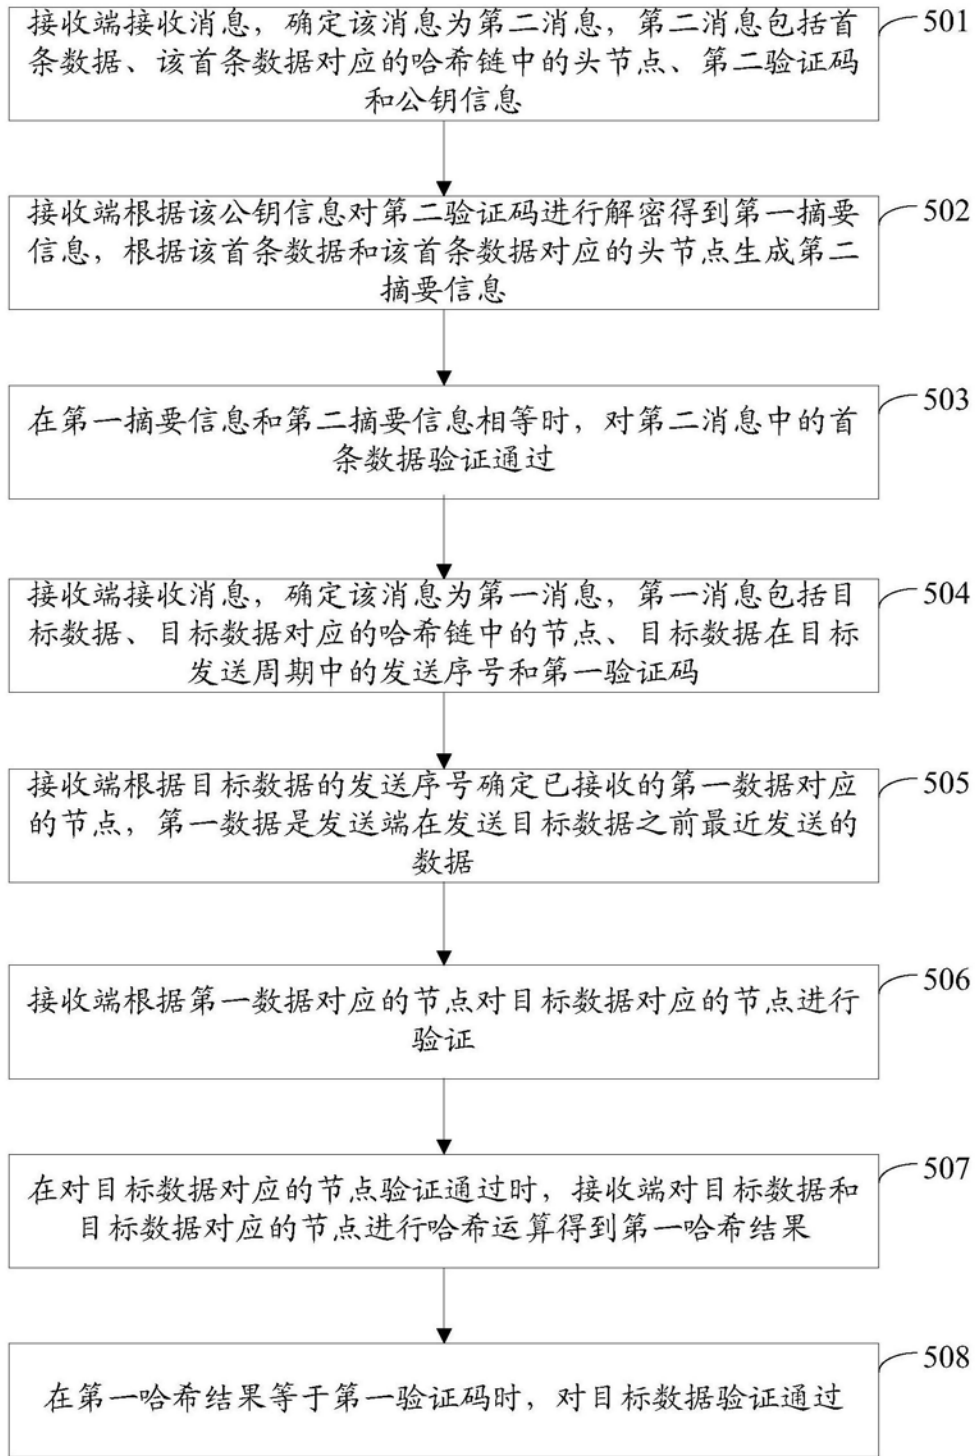 接收端接收消息，确定该消息为第二消息，第二消息包括首
条数据、该首条数据对应的哈希链中的头节点、第二验证码
和公钥信息
501
接收端根据该公钥信息对第二验证码进行解密得到第一摘要
信息，根据该首条数据和该首条数据对应的头节点生成第二
摘要信息
502
在第一摘要信息和第二摘要信息相等时，对第二消息中的首
条数据验证通过
503
接收端接收消息，确定该消息为第一消息，第一消息包括目
标数据、目标数据对应的哈希链中的节点、目标数据在目标
发送周期中的发送序号和第一验证码
504
接收端根据目标数据的发送序号确定已接收的第一数据对应
的节点，第一数据是发送端在发送目标数据之前最近发送的
数据
505
接收端根据第一数据对应的节点对目标数据对应的节点进行
验证
506
在对目标数据对应的节点验证通过时，接收端对目标数据和
目标数据对应的节点进行哈希运算得到第一哈希结果
507
在第一哈希结果等于第一验证码时，对目标数据验证通过
508